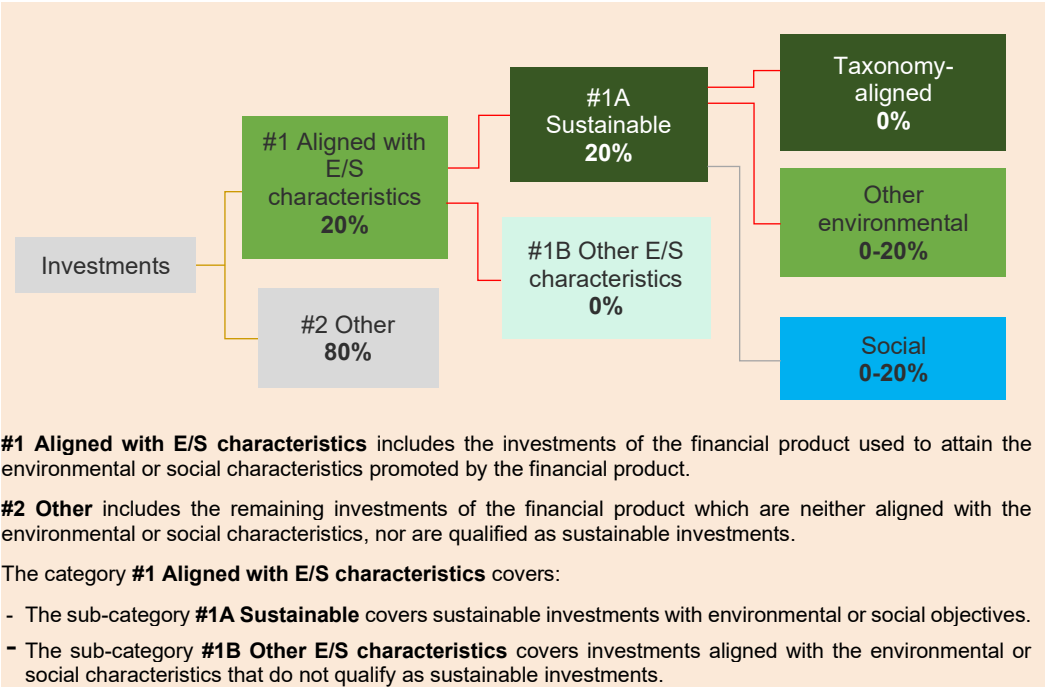 Investments
#1 Aligned with
E/S
characteristics
20%
#2 Other
80%
#1A
Sustainable
20%
#1B Other E/S
characteristics
0%
Taxonomy-
aligned
0%
Other
environmental
0-20%
Social
0-20%
#1 Aligned with E/S characteristics includes the investments of the financial product used to attain the
environmental or social characteristics promoted by the financial product.
#2 Other includes the remaining investments of the financial product which are neither aligned with the
environmental or social characteristics, nor are qualified as sustainable investments.
The category #1 Aligned with E/S characteristics covers:
- The sub-category #1A Sustainable covers sustainable investments with environmental or social objectives.
- The sub-category #1B Other E/S characteristics covers investments aligned with the environmental or
social characteristics that do not qualify as sustainable investments.